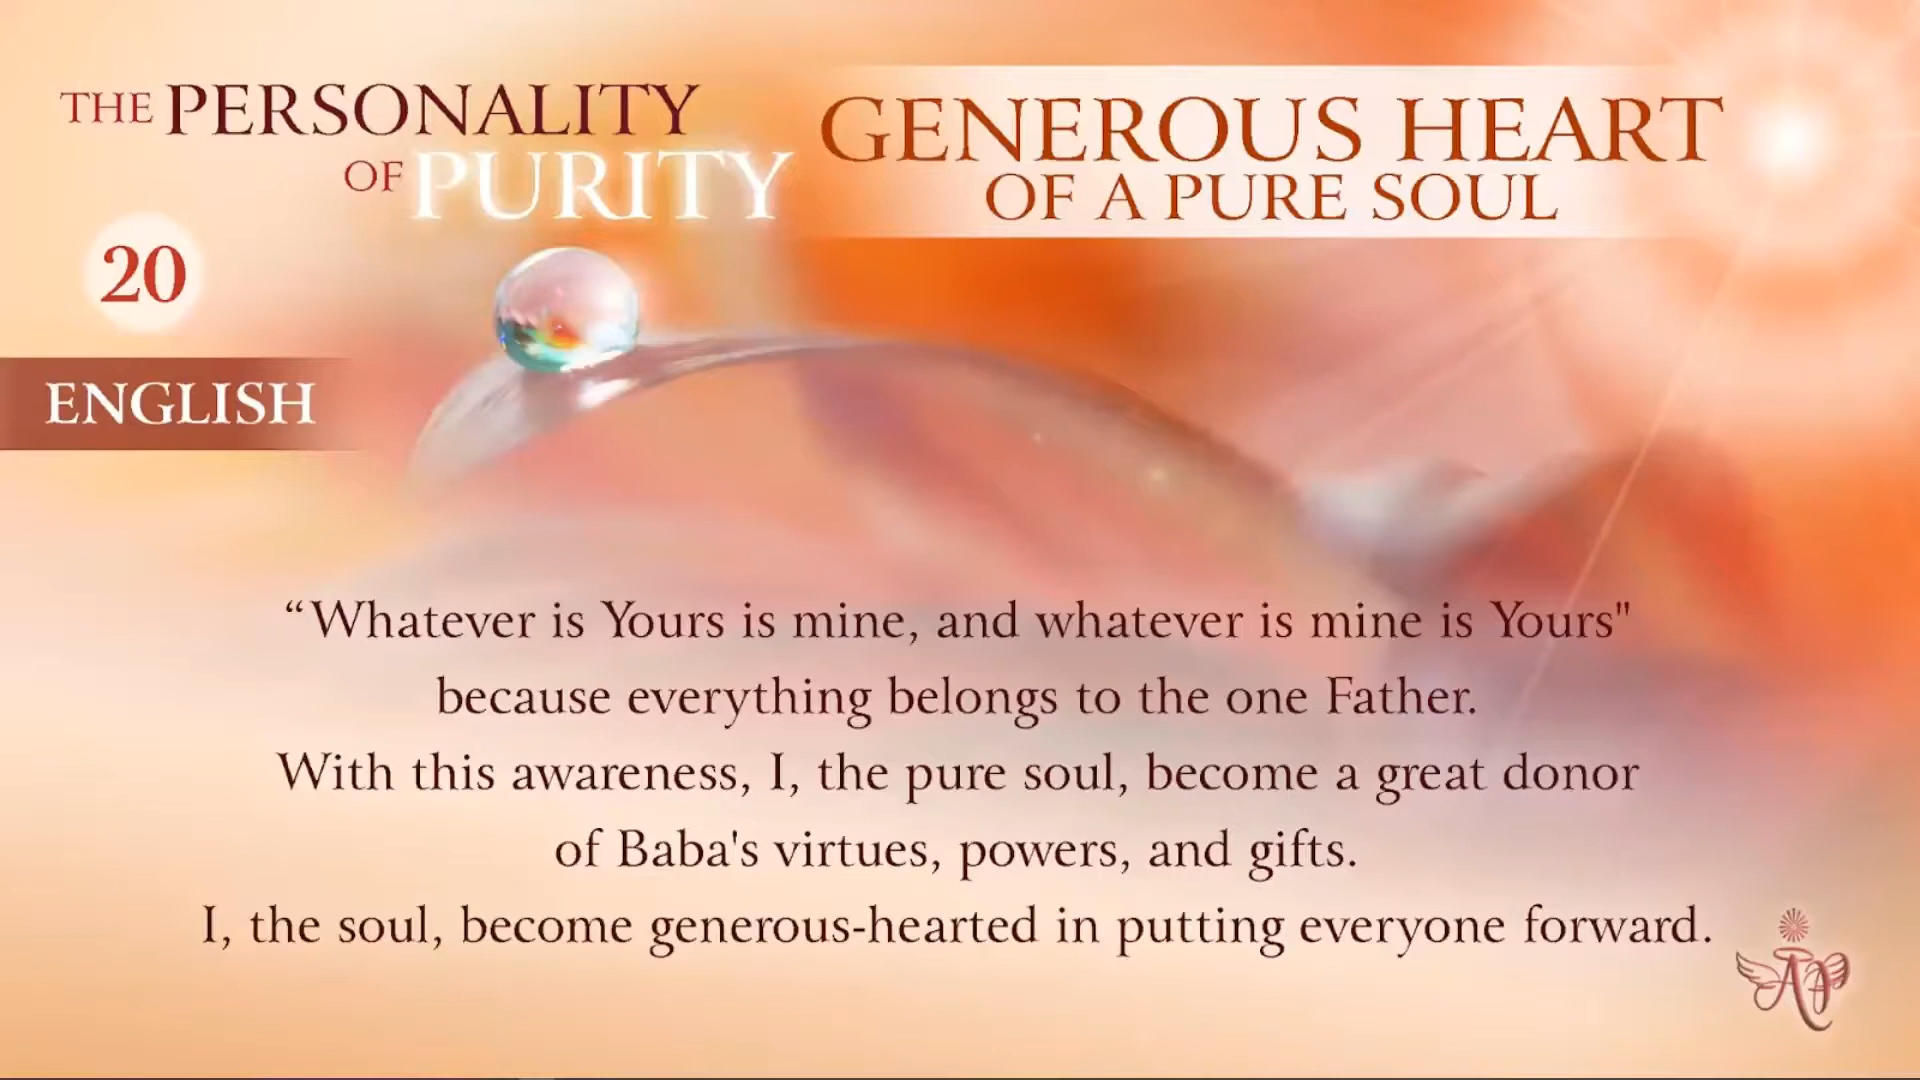 THE PERSONALITY
OF PURITY
GENEROUS HEART
OF A PURE SOUL
20
ENGLISH
“Whatever is Yours is mine, and whatever is mine is Yours"
because everything belongs to the one Father.
With this awareness, I, the pure soul, become a great donor
of Baba's virtues, powers, and gifts.
I, the soul, become generous-hearted in putting everyone forward.